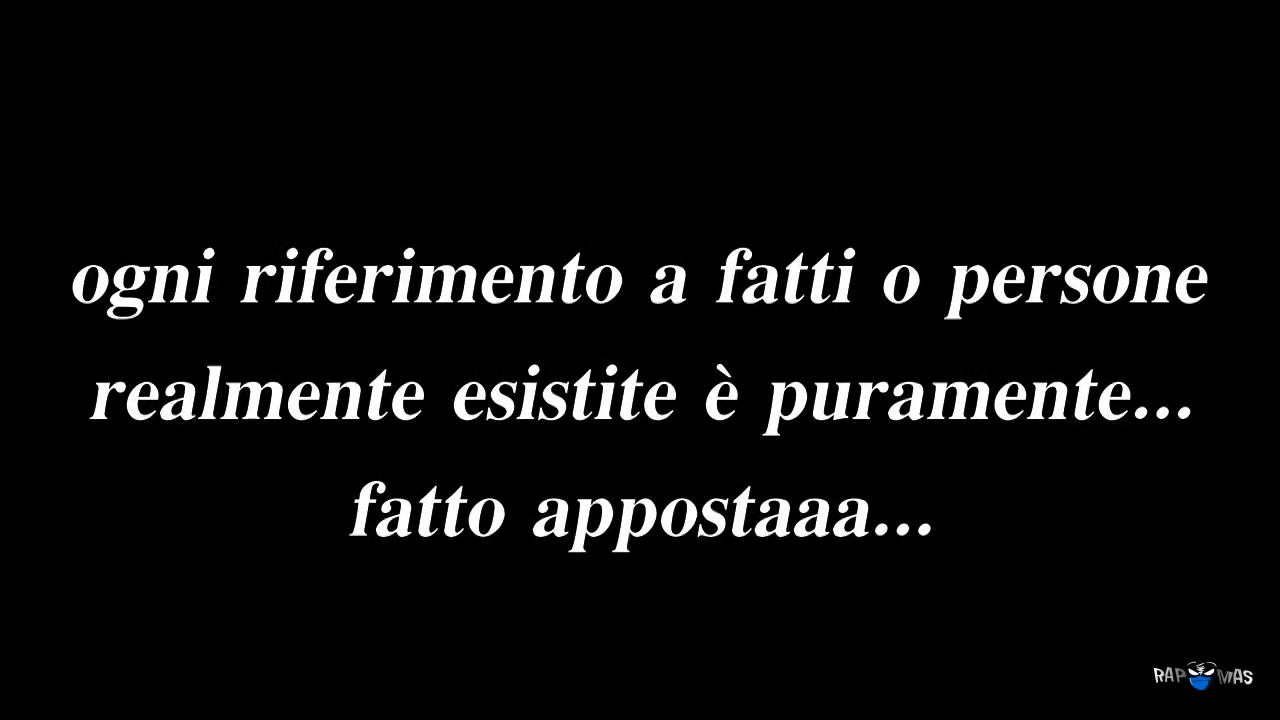 ogni riferimento a fatti o persone
realmente esistite è puramente...
fatto appostaaa...
RAP MAS